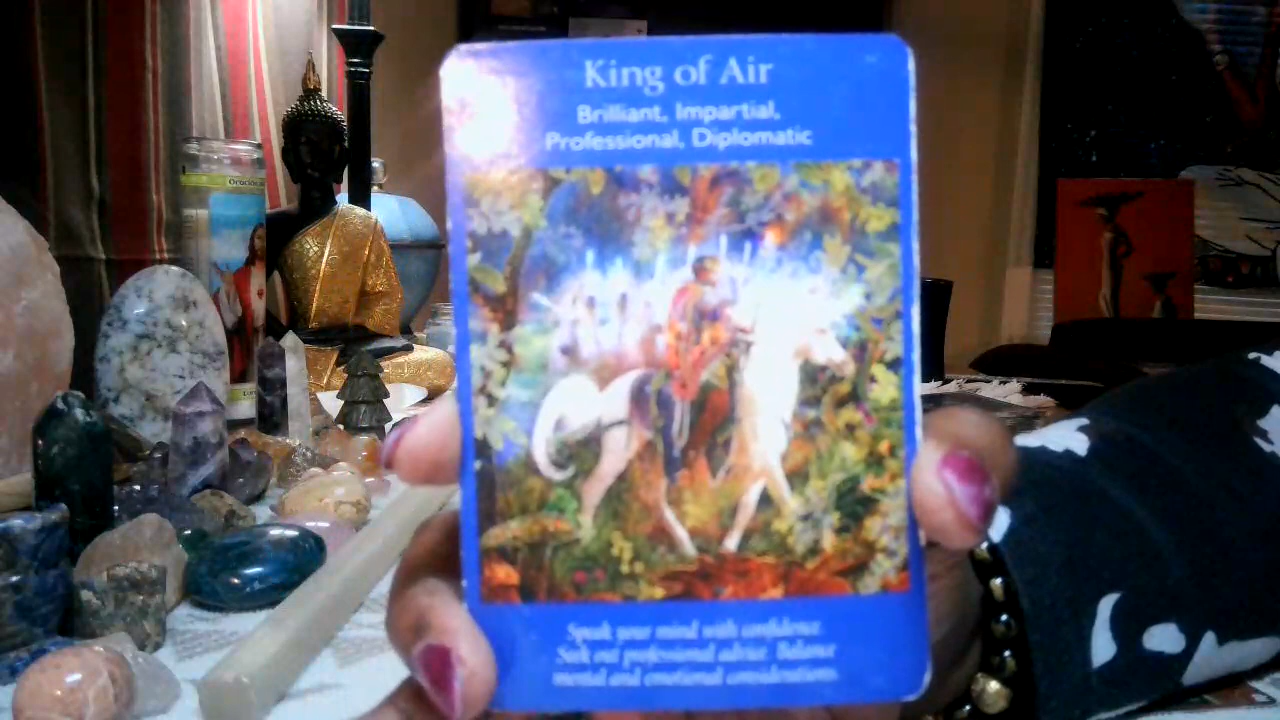 King of Air
Brilliant, Impartial,
Professional, Diplomatic
Speak your mind with confidence.
Seek out professional advice. Balance
mental and emotional considerations.